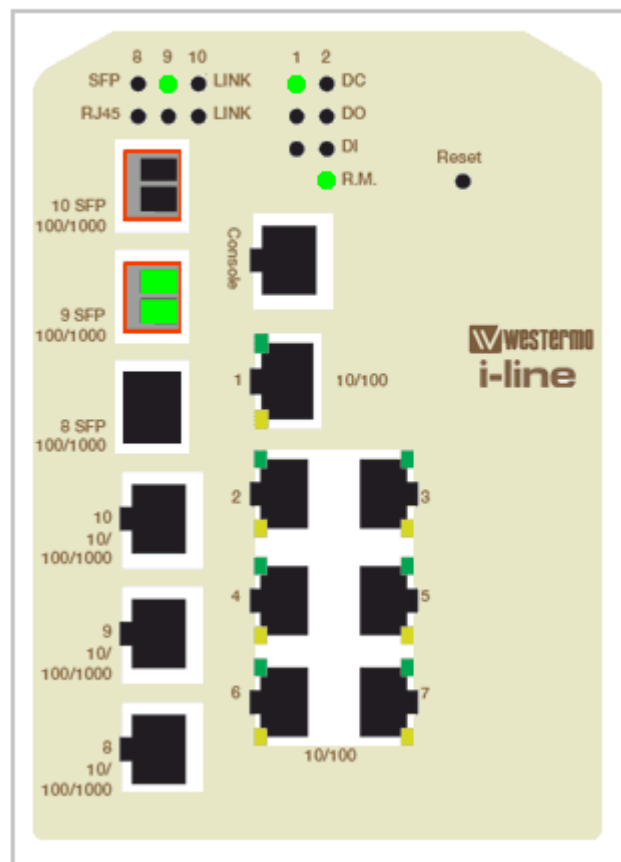 8 9 10
SFP LINK
RJ45 LINK
1 2
DC
DO
DI
R.M.
Reset
10 SFP
100/1000
Console
9 SFP
100/1000
WESTERMO
i-line
1 10/100
8 SFP
100/1000
2 3
10
10/
100/1000
4 5
9
10/
100/1000
6 7
10/100
8
10/
100/1000